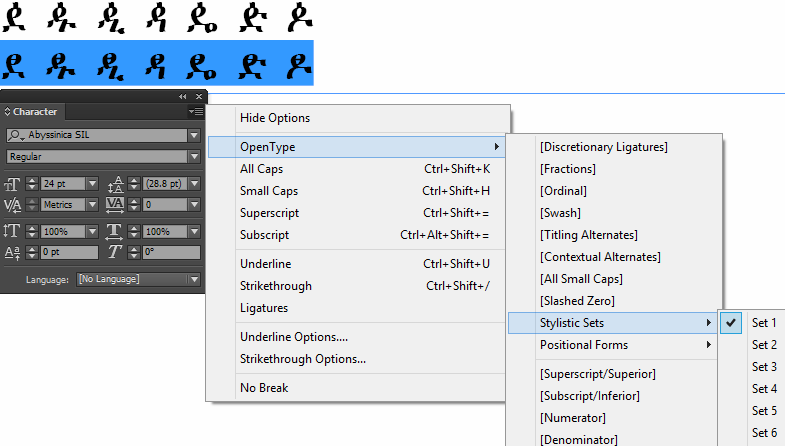 ደ ዱ ዲ ዳ ዴ ድ ዶ
ደ ዱ ዲ ዳ ዴ ድ ዶ
Character
Abyssinica SIL
Regular
24 pt (28.8 pt)
Metrics 0
100% 100%
0 pt 0°
Language: [No Language]
Hide Options
OpenType
All Caps Ctrl+Shift+K
Small Caps Ctrl+Shift+H
Superscript Ctrl+Shift+=
Subscript Ctrl+Alt+Shift+=
Underline Ctrl+Shift+U
Strikethrough Ctrl+Shift+/
Ligatures
Underline Options....
Strikethrough Options...
No Break
[Discretionary Ligatures]
[Fractions]
[Ordinal]
[Swash]
[Titling Alternates]
[Contextual Alternates]
[All Small Caps]
[Slashed Zero]
Stylistic Sets
Positional Forms
[Superscript/Superior]
[Subscript/Inferior]
[Numerator]
[Denominator]
Set 1
Set 2
Set 3
Set 4
Set 5
Set 6